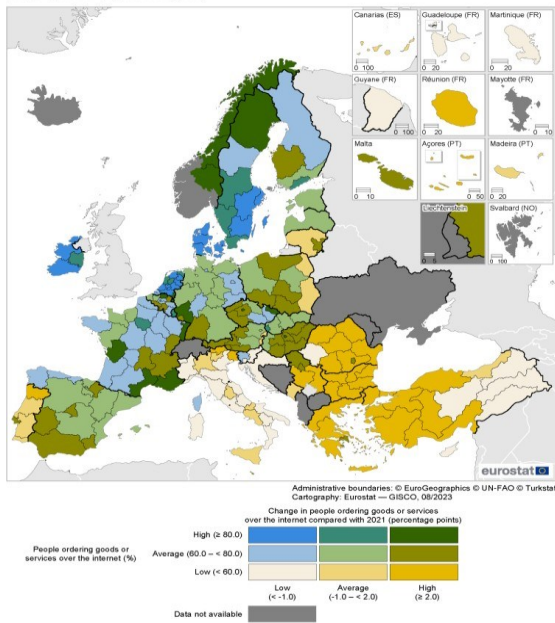 Canarias (ES)
0 100
Guadeloupe (FR)
0 20
Martinique (FR)
0 20
Guyane (FR)
0 100
Réunion (FR)
0 20
Mayotte (FR)
0 10
Malta
0 10
Açores (PT)
0 50
Madeira (PT)
0 20
Liechtenstein
Svalbard (NO)
0 100
eurostat
Administrative boundaries: © EuroGeographics © UN-FAO © Turkstat
Cartography: Eurostat — GISCO, 08/2023
Change in people ordering goods or services
over the internet compared with 2021 (percentage points)
People ordering goods or
services over the internet (%)
High (≥ 80.0)
Average (60.0 – < 80.0)
Low (< 60.0)
Low
(< -1.0)
Average
(-1.0 – < 2.0)
High
(≥ 2.0)
Data not available